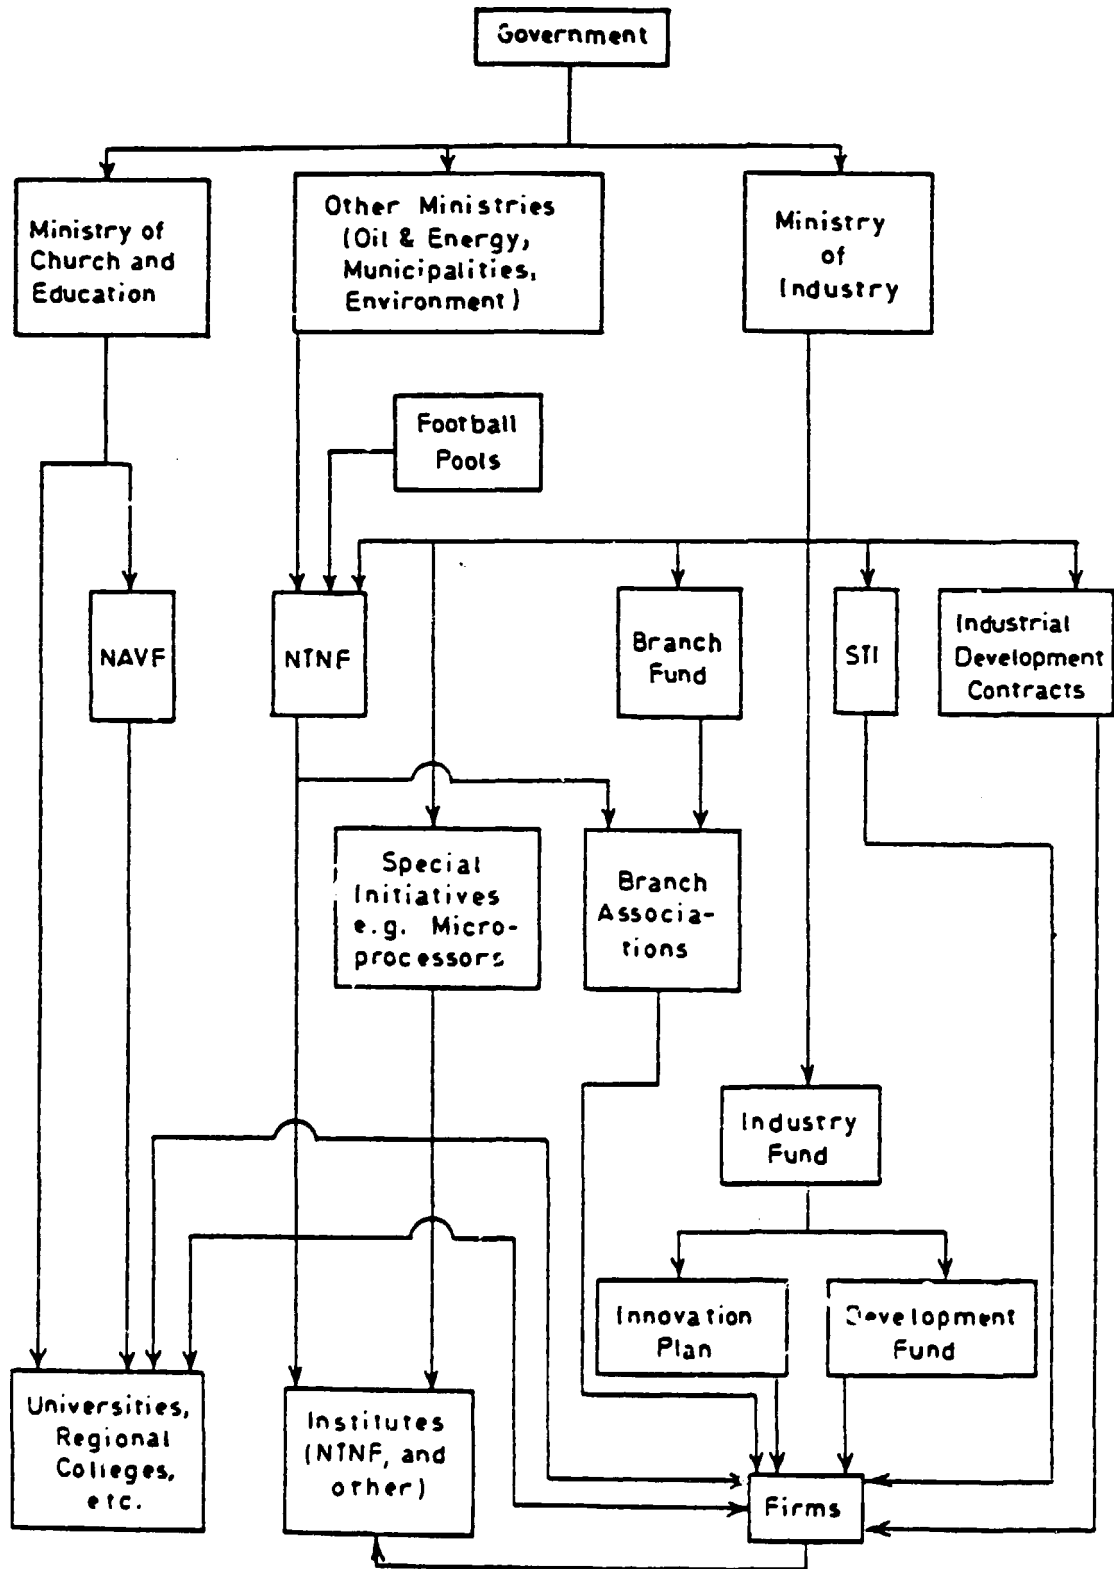 Government
Ministry of
Church and
Education
Other Ministries
(Oil & Energy,
Municipalities,
Environment)
Ministry
of
Industry
Football
Pools
NAVF
NTNF
Branch
Fund
STI
Industrial
Development
Contracts
Special
Initiatives
e.g. Micro-
processors
Branch
Associa-
tions
Industry
Fund
Innovation
Plan
Development
Fund
Universities,
Regional
Colleges,
etc.
Institutes
(NTNF, and
other)
Firms